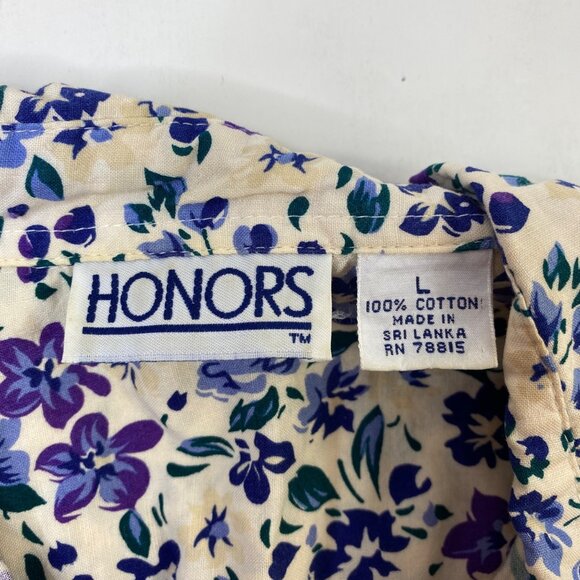 HONORS
TM
L
100% COTTON
MADE IN
SRI LANKA
RN 78815